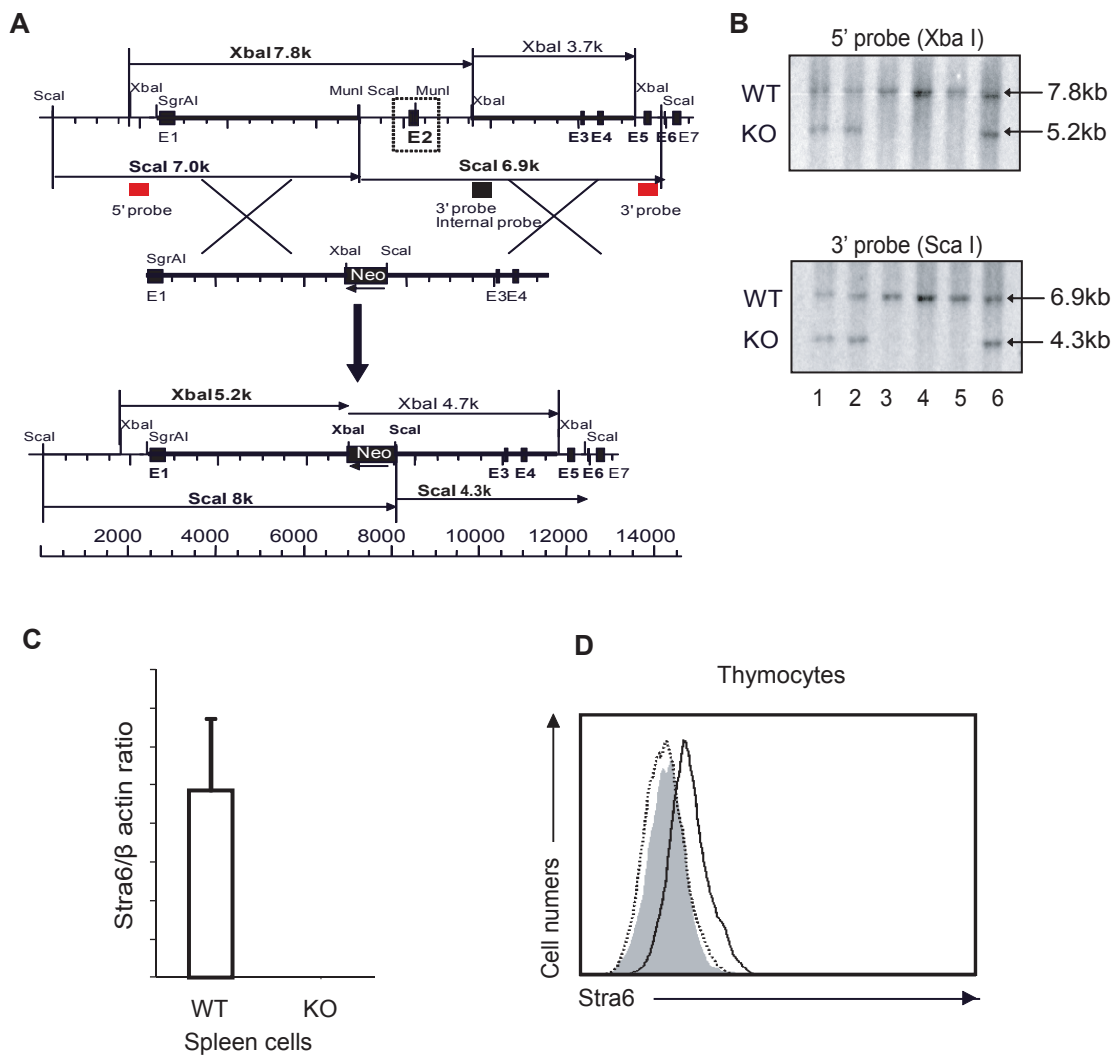 A
XbaI 7.8k
XbaI 3.7k
ScaI
XbaI
SgrAI
MunI ScaI
MunI
XbaI
XbaI
ScaI
E1
E2
E3 E4
E5 E6 E7
ScaI 7.0k
ScaI 6.9k
5' probe
3' probe
Internal probe
3' probe
SgrAI
XbaI
ScaI
Neo
E1
E3E4
XbaI 5.2k
XbaI 4.7k
ScaI
XbaI
SgrAI
XbaI
ScaI
XbaI
ScaI
Neo
E1
E3 E4
E5 E6 E7
ScaI 8k
ScaI 4.3k
2000 4000 6000 8000 10000 12000 14000
B
5' probe (Xba I)
WT
7.8kb
KO
5.2kb
3' probe (Sca I)
WT
6.9kb
KO
4.3kb
1 2 3 4 5 6
C
Stra6/β actin ratio
WT KO
Spleen cells
D
Thymocytes
Cell numers
Stra6